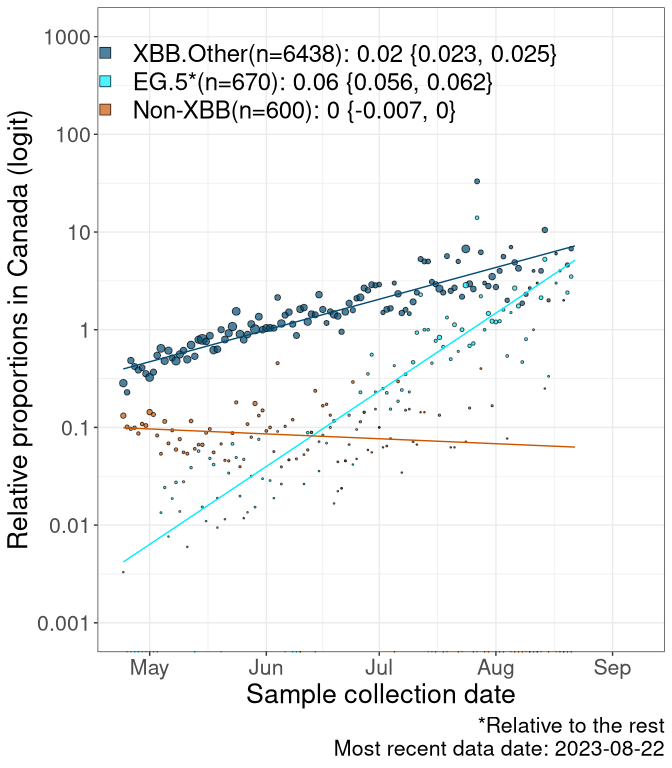 Relative proportions in Canada (logit)
1000
100
10
1
0.1
0.01
0.001
XBB.Other(n=6438): 0.02 {0.023, 0.025}
EG.5*(n=670): 0.06 {0.056, 0.062}
Non-XBB(n=600): 0 {-0.007, 0}
May Jun Jul Aug Sep
Sample collection date
*Relative to the rest
Most recent data date: 2023-08-22